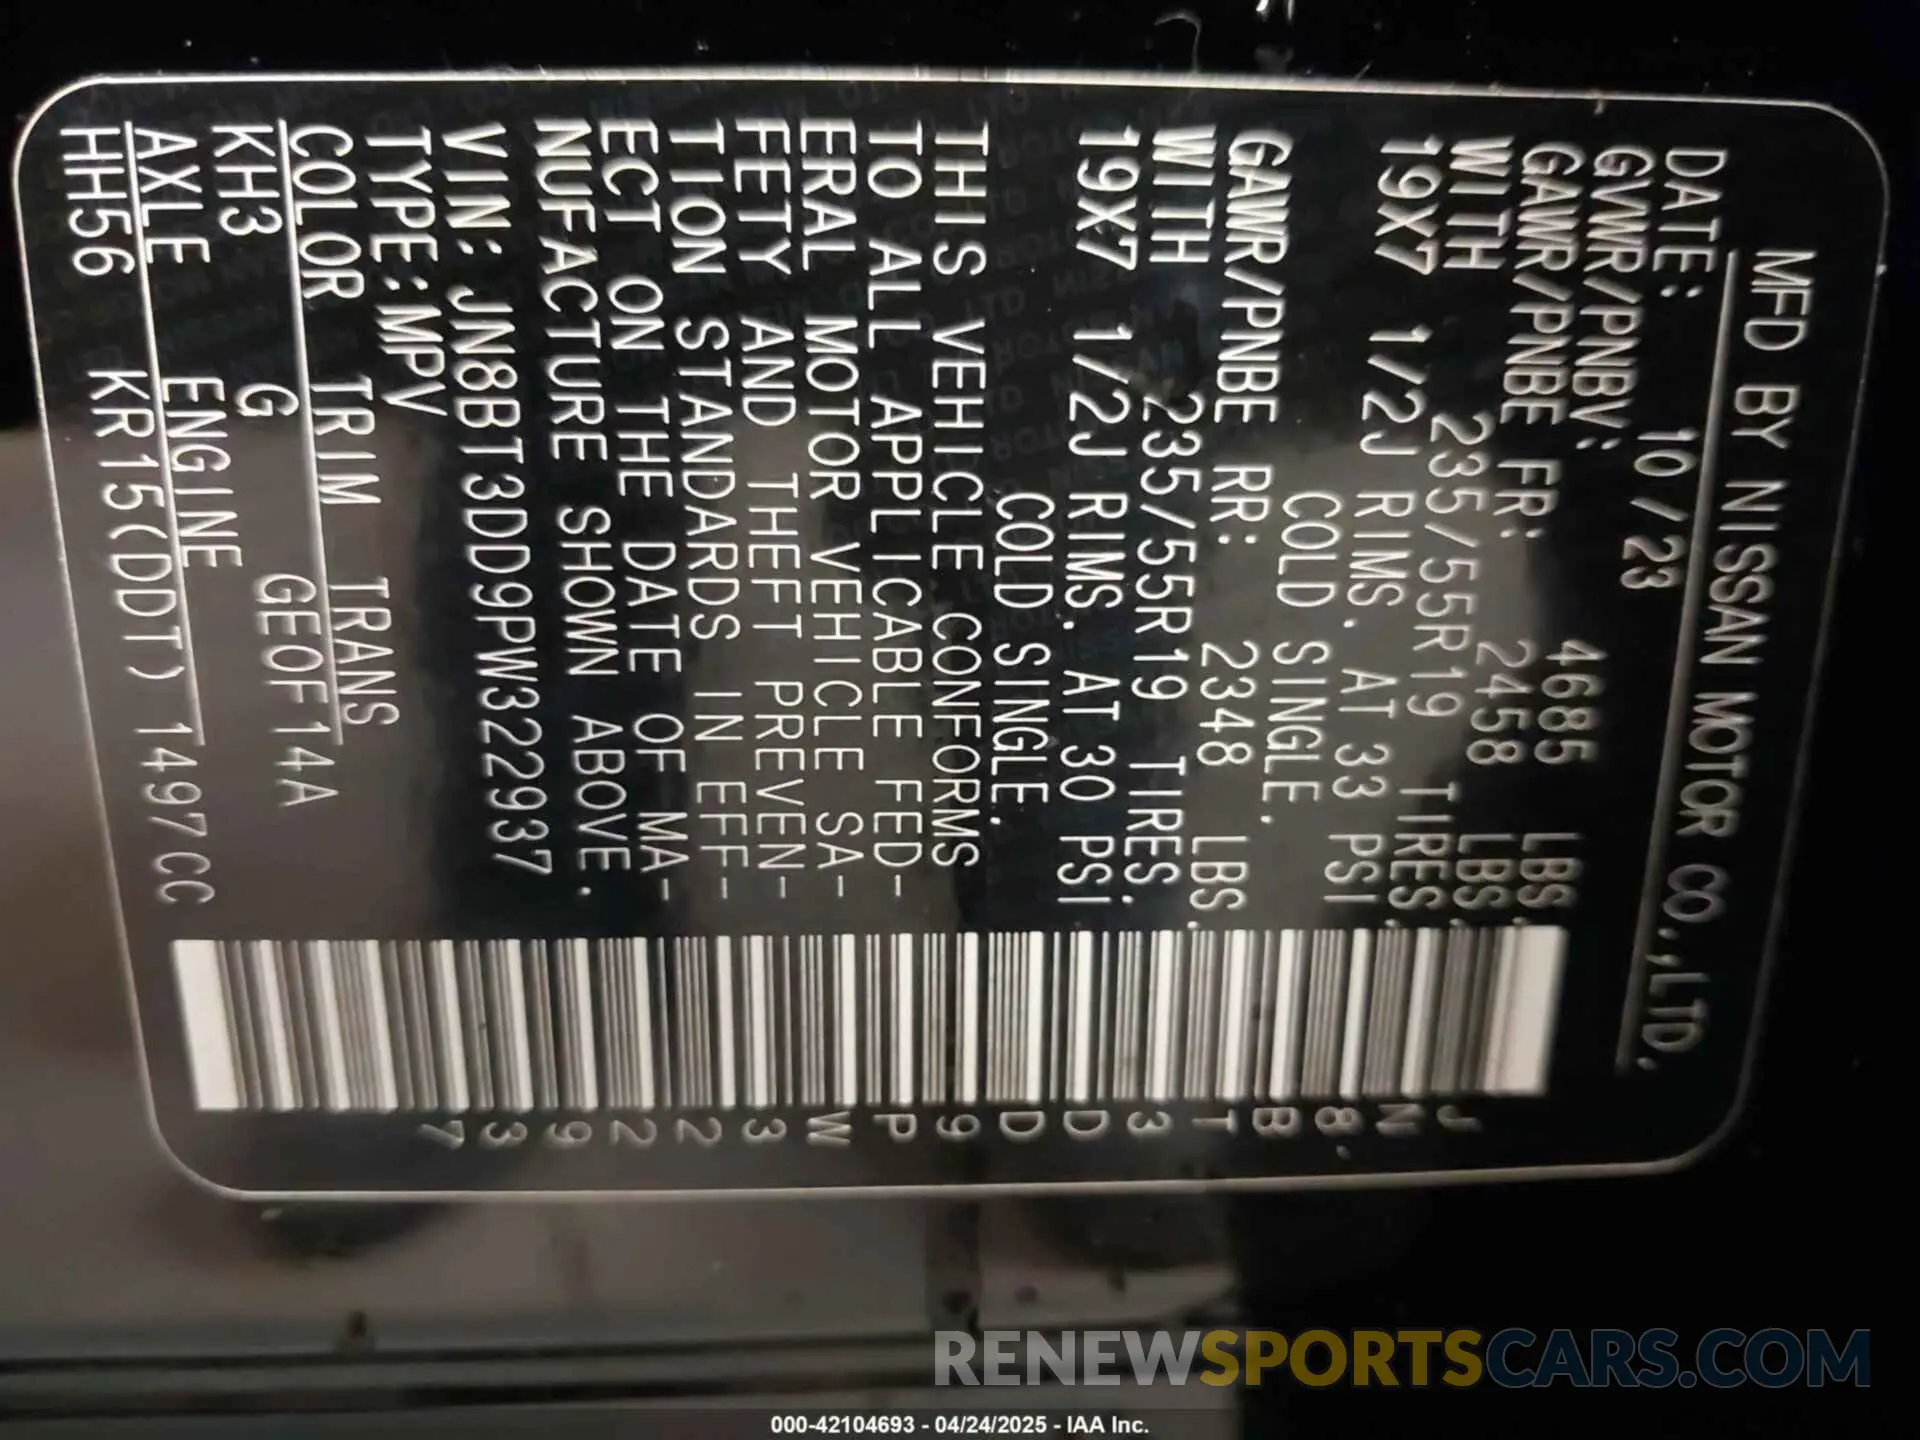 MFD BY NISSAN MOTOR CO.,LTD.
DATE: 10/23
GVWR/PNBV: 4685 LBS.
GAWR/PNBE FR: 2458 LBS.
WITH 235/55R19 TIRES,
19X7 1/2J RIMS. AT 33 PSI
COLD SINGLE.
GAWR/PNBE RR: 2348 LBS.
WITH 235/55R19 TIRES.
19X7 1/2J RIMS. AT 30 PSI
COLD SINGLE.
THIS VEHICLE CONFORMS
TO ALL APPLICABLE FED-
ERAL MOTOR VEHICLE SA-
FETY AND THEFT PREVEN-
TION STANDARDS IN EFF-
ECT ON THE DATE OF MA-
NUFACTURE SHOWN ABOVE.
VIN: JN8BT3DD9PW322937
TYPE:MPV
COLOR TRIM TRANS
KH3 G GEOF14A
AXLE ENGINE
HH56 KR15(DDT) 1497CC
JN8BT3DD9PW322937
RENEWSPORTSCARS.COM
000-42104693 - 04/24/2025 - IAA Inc.